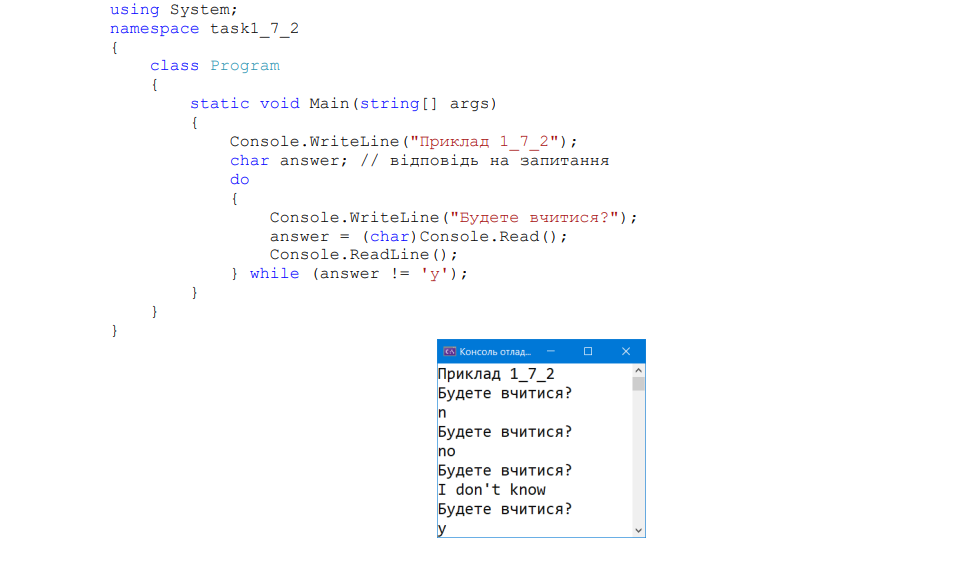 using System;
namespace task1_7_2
{
    class Program
    {
        static void Main(string[] args)
        {
            Console.WriteLine("Приклад 1_7_2");
            char answer; // відповідь на запитання
            do
            {
                Console.WriteLine("Будете вчитися?");
                answer = (char)Console.Read();
                Console.ReadLine();
            } while (answer != 'y');
        }
    }
}
Консоль отлад...
Приклад 1_7_2
Будете вчитися?
n
Будете вчитися?
no
Будете вчитися?
I don't know
Будете вчитися?
y